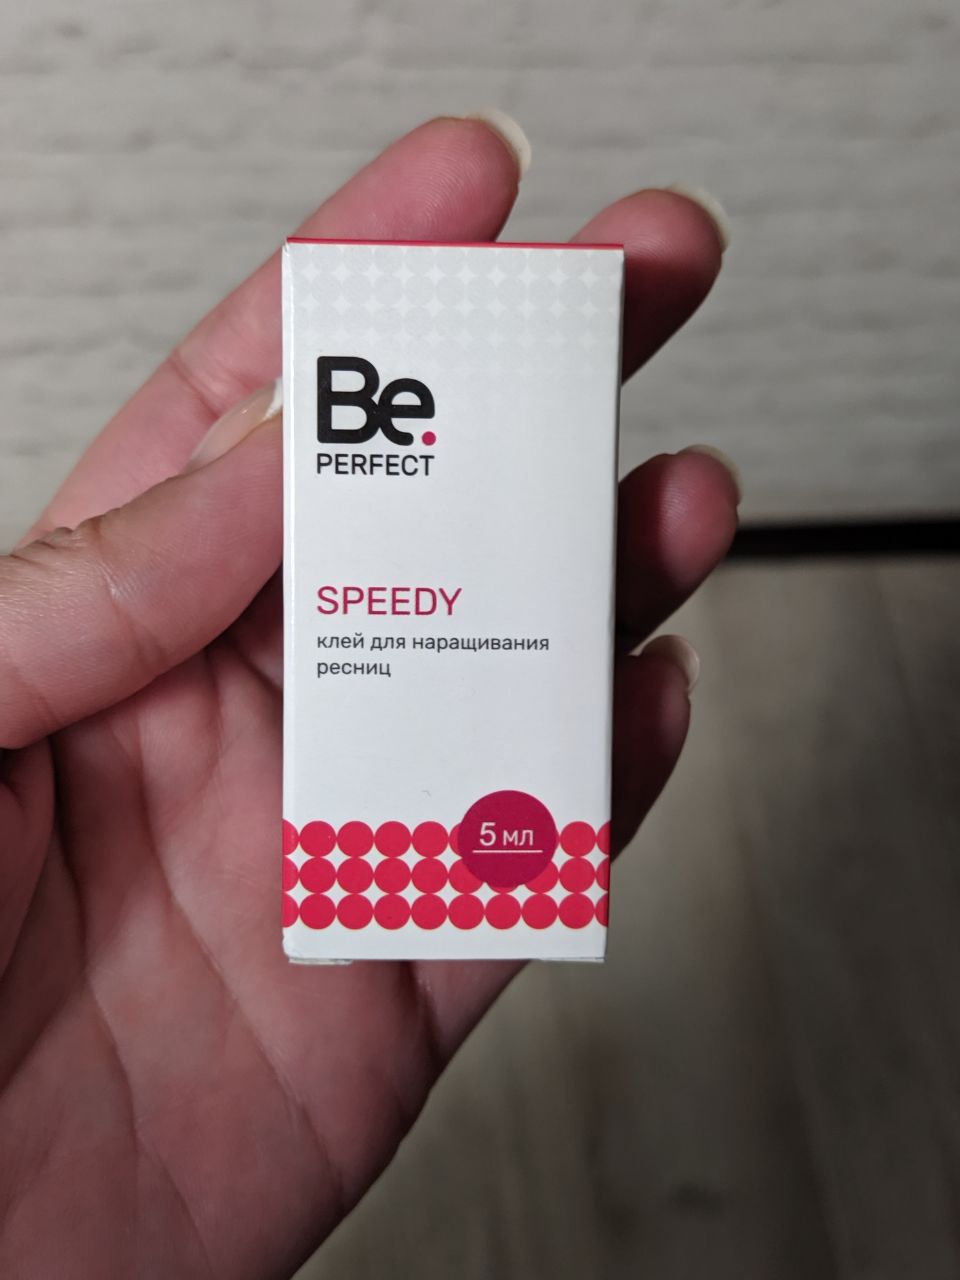 Be.
PERFECT
SPEEDY
клей для наращивания
ресниц
5 мл